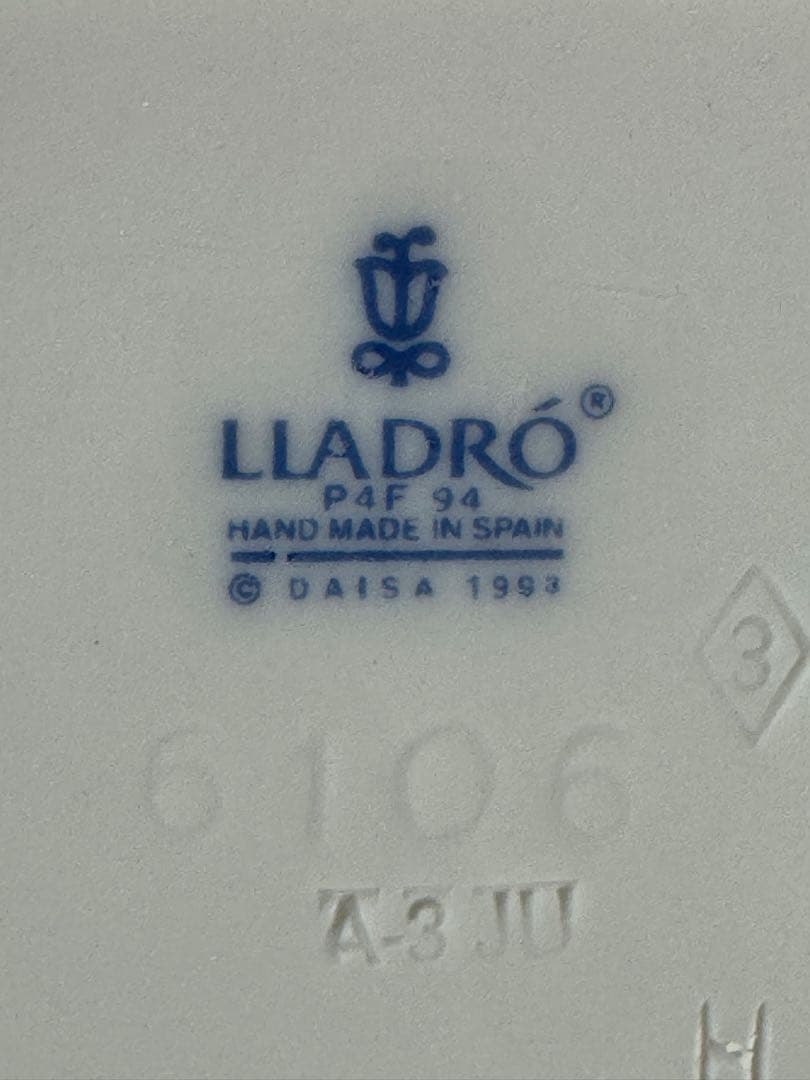 LLADRÓ®
P4F 94
HAND MADE IN SPAIN
© DAISA 1993
3
6106
A-3 JU
H